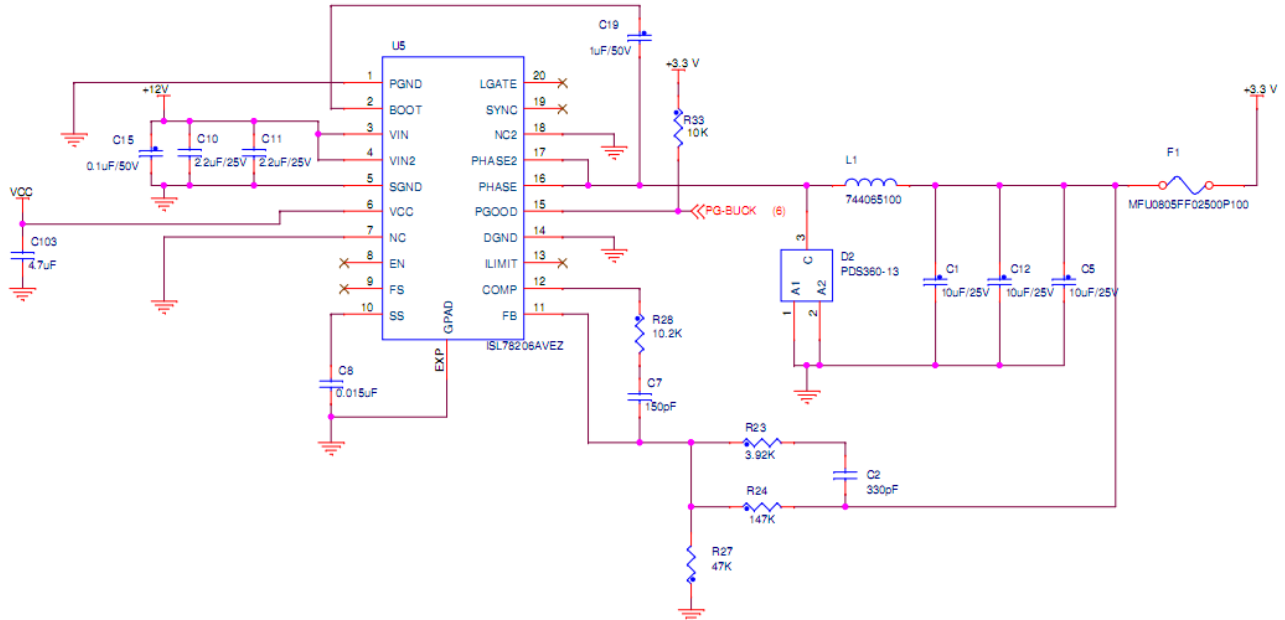 C19
1uF/50V
U5
1 PGND
LGATE 20
2 BOOT
SYNC 19
3 VIN
NC2 18
4 VIN2
PHASE2 17
5 SGND
PHASE 16
6 VCC
PGOOD 15
7 NC
DGND 14
8 EN
ILIMIT 13
9 FS
COMP 12
10 SS
FB 11
GPAD
EXP
ISL78206AVEZ
+12V
C15
0.1uF/50V
C10
2.2uF/25V
C11
2.2uF/25V
VCC
C103
4.7uF
C8
0.015uF
+3.3 V
R33
10K
PG-BUCK (6)
L1
744065100
F1
MFU0805FF02500P100
+3.3 V
3
C
A1
A2
1
2
D2
PDS360-13
C1
10uF/25V
C12
10uF/25V
C5
10uF/25V
R28
10.2K
C7
150pF
R23
3.92K
C2
330pF
R24
147K
R27
47K